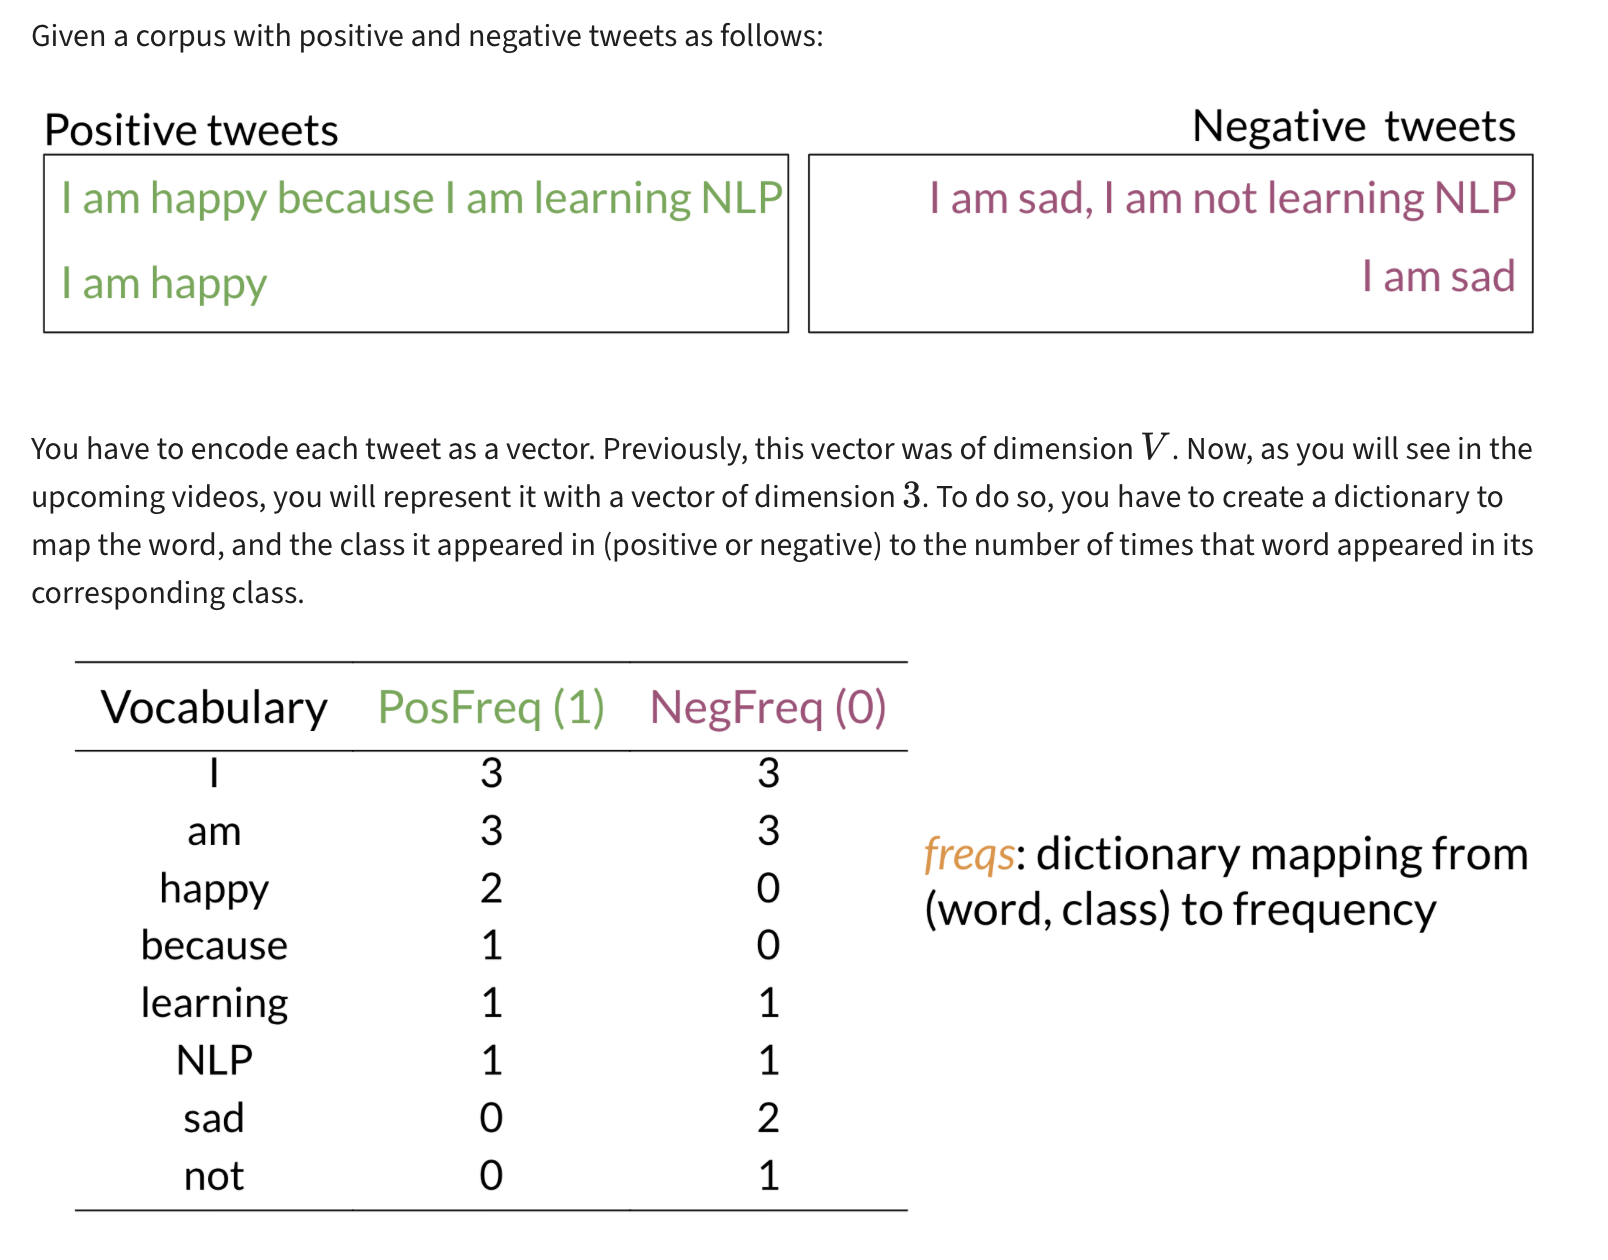 Given a corpus with positive and negative tweets as follows:
Positive tweets
Negative tweets
I am happy because I am learning NLP
I am happy
I am sad, I am not learning NLP
I am sad
You have to encode each tweet as a vector. Previously, this vector was of dimension V. Now, as you will see in the
upcoming videos, you will represent it with a vector of dimension 3. To do so, you have to create a dictionary to
map the word, and the class it appeared in (positive or negative) to the number of times that word appeared in its
corresponding class.
Vocabulary PosFreq (1) NegFreq (0)
I 3 3
am 3 3
happy 2 0
because 1 0
learning 1 1
NLP 1 1
sad 0 2
not 0 1
freqs: dictionary mapping from
(word, class) to frequency